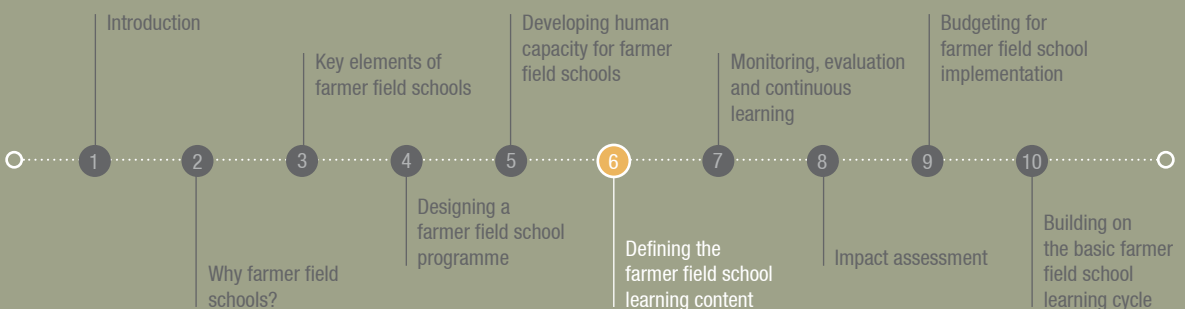 Introduction
Key elements of
farmer field schools
Developing human
capacity for farmer
field schools
Monitoring, evaluation
and continuous
learning
Budgeting for
farmer field school
implementation
1
2
3
4
5
6
7
8
9
10
Why farmer field
schools?
Designing a
farmer field school
programme
Defining the
farmer field school
learning content
Impact assessment
Building on
the basic farmer
field school
learning cycle